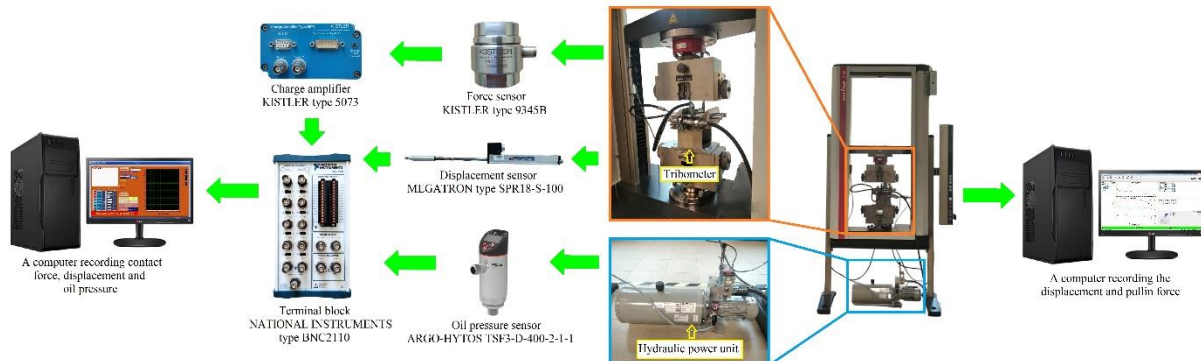 KISTLER
Charge amplifier
KISTLER type 5073
KISTLER
Force sensor
KISTLER type 9345B
Displacement sensor
MEGATRON type SPR18-S-100
Tribometer
A computer recording contact
force, displacement and
oil pressure
Terminal block
NATIONAL INSTRUMENTS
type BNC2110
Oil pressure sensor
ARGO-HYTOS TSF3-D-400-2-1-1
Hydraulic power unit
A computer recording the
displacement and pullin force